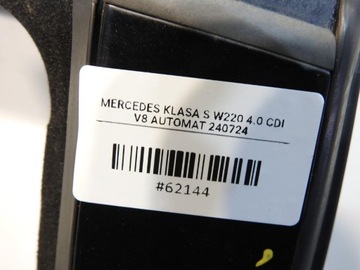 MERCEDES KLASA S W220 4.0 CDI
V8 AUTOMAT 240724
#62144